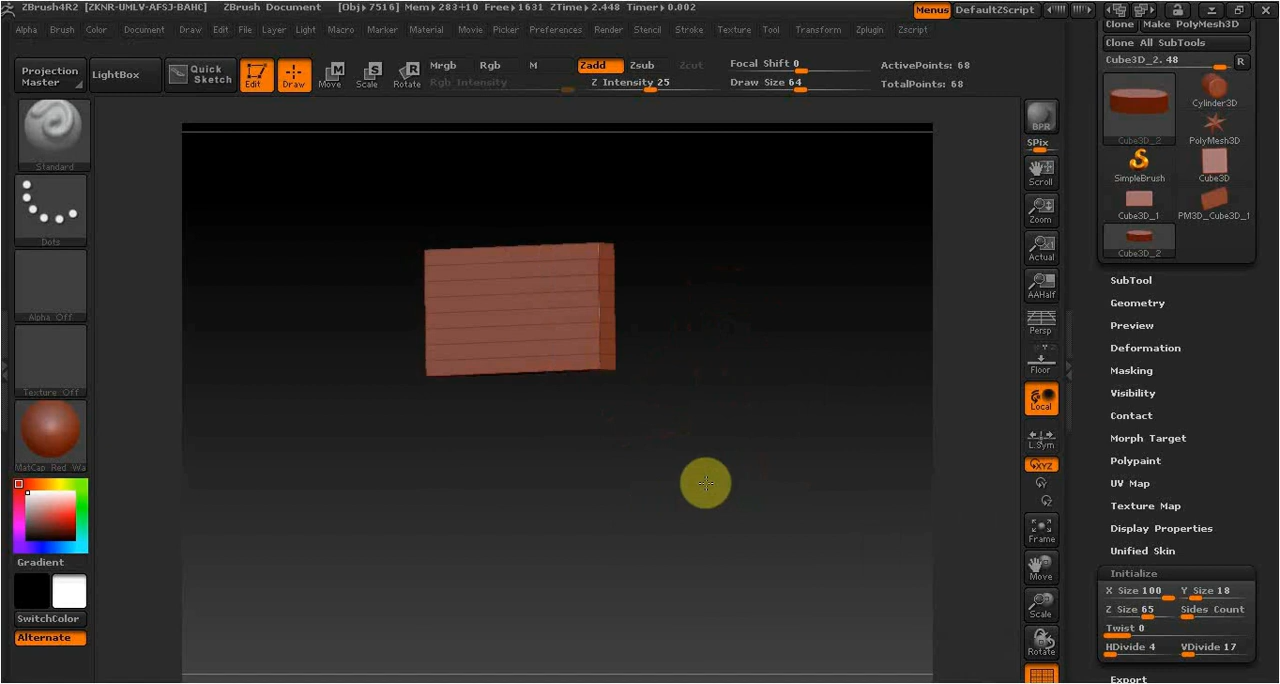 ZBrush4R2 [ZKNR-UMLV-AFSJ-BAHC] ZBrush Document [Obj▸7516] Mem▸283+10 Free▸1631 ZTime▸2.448 Timer▸0.002
Menus DefaultZScript
Alpha Brush Color Document Draw Edit File Layer Light Macro Marker Material Movie Picker Preferences Render Stencil Stroke Texture Tool Transform Zplugin Zscript
Projection Master
LightBox
Quick Sketch
Edit Draw Move Scale Rotate
Mrgb Rgb M
Rgb Intensity
Zadd Zsub Zcut
Z Intensity 25
Focal Shift 0
Draw Size 64
ActivePoints: 68
TotalPoints: 68
Standard
Dots
Alpha Off
Texture Off
MatCap Red Wa
Gradient
SwitchColor
Alternate
BPR
SPix
Scroll
Zoom
Actual
AAHalf
Persp
Floor
Local
L.Sym
XYZ
Y
Z
Frame
Move
Scale
Rotate
Clone Make PolyMesh3D
Clone All SubTools
Cube3D_2. 48 R
Cylinder3D
Cube3D_2 PolyMesh3D
SimpleBrush Cube3D
Cube3D_1 PM3D_Cube3D_1
Cube3D_2
SubTool
Geometry
Preview
Deformation
Masking
Visibility
Contact
Morph Target
Polypaint
UV Map
Texture Map
Display Properties
Unified Skin
Initialize
X Size 100 Y Size 18
Z Size 65 Sides Count
Twist 0
HDivide 4 VDivide 17
Export